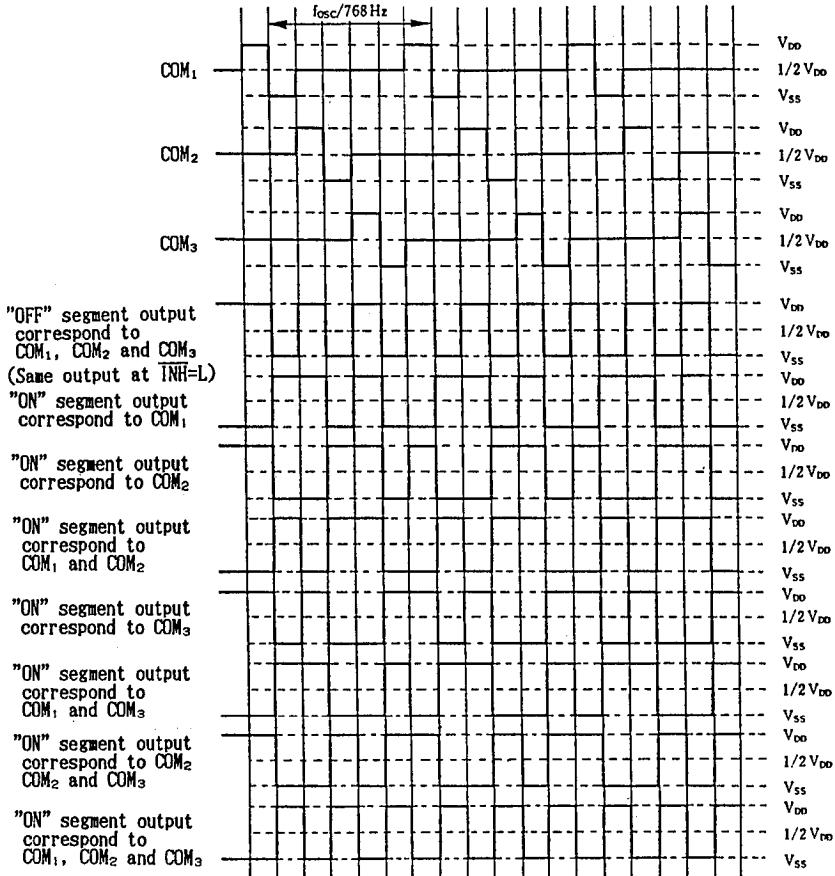 fosc/768 Hz
COM₁
VDD
1/2 VDD
VSS
COM₂
VDD
1/2 VDD
VSS
COM₃
VDD
1/2 VDD
VSS
"OFF" segment output
correspond to
COM₁, COM₂ and COM₃
(Same output at I̅N̅H̅=L)
VDD
1/2 VDD
VSS
"ON" segment output
correspond to COM₁
VDD
1/2 VDD
VSS
"ON" segment output
correspond to COM₂
VDD
1/2 VDD
VSS
"ON" segment output
correspond to
COM₁ and COM₂
VDD
1/2 VDD
VSS
"ON" segment output
correspond to COM₃
VDD
1/2 VDD
VSS
"ON" segment output
correspond to
COM₁ and COM₃
VDD
1/2 VDD
VSS
"ON" segment output
correspond to COM₂
COM₂ and COM₃
VDD
1/2 VDD
VSS
"ON" segment output
correspond to
COM₁, COM₂ and COM₃
VDD
1/2 VDD
VSS